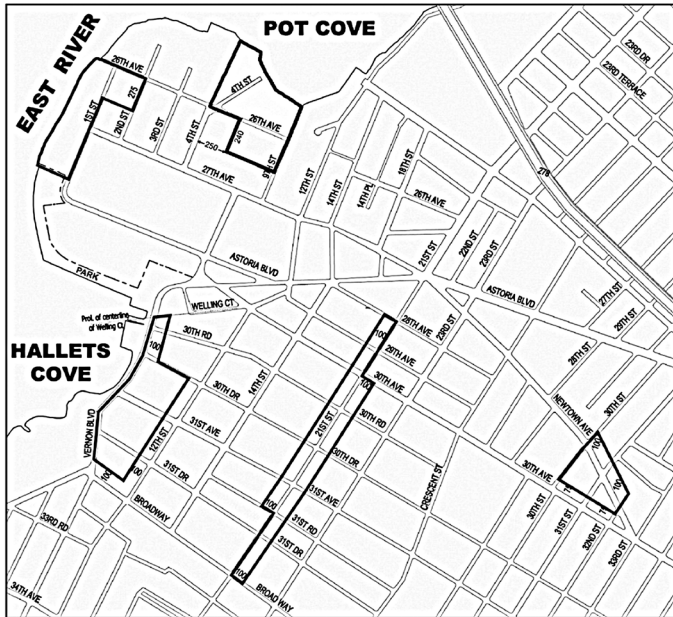 POT COVE
EAST RIVER
23RD DR
23RD TERRACE
26TH AVE
4TH ST
275
1ST ST
2ND ST
3RD ST
4TH ST
26TH AVE
240
250
9TH ST
27TH AVE
12TH ST
14TH ST
14TH PL
18TH ST
26TH AVE
278
21ST ST
22ND ST
23RD ST
ASTORIA BLVD
PARK
ASTORIA BLVD
27TH ST
29TH ST
28TH ST
WELLING CT
Prol. of centerline
of Welling Ct.
30TH RD
100
HALLETS
COVE
100
28TH AVE
23RD ST
29TH AVE
30TH AVE
100
14TH ST
30TH DR
30TH RD
NEWTOWN AVE
30TH ST
VERNON BLVD
12TH ST
31ST AVE
21ST ST
30TH DR
CRESCENT ST
30TH AVE
100
100
100
100
31ST DR
BROADWAY
100
31ST AVE
31ST RD
31ST DR
30TH ST
31ST ST
32ND ST
33RD ST
33RD RD
34TH AVE
100
BROADWAY